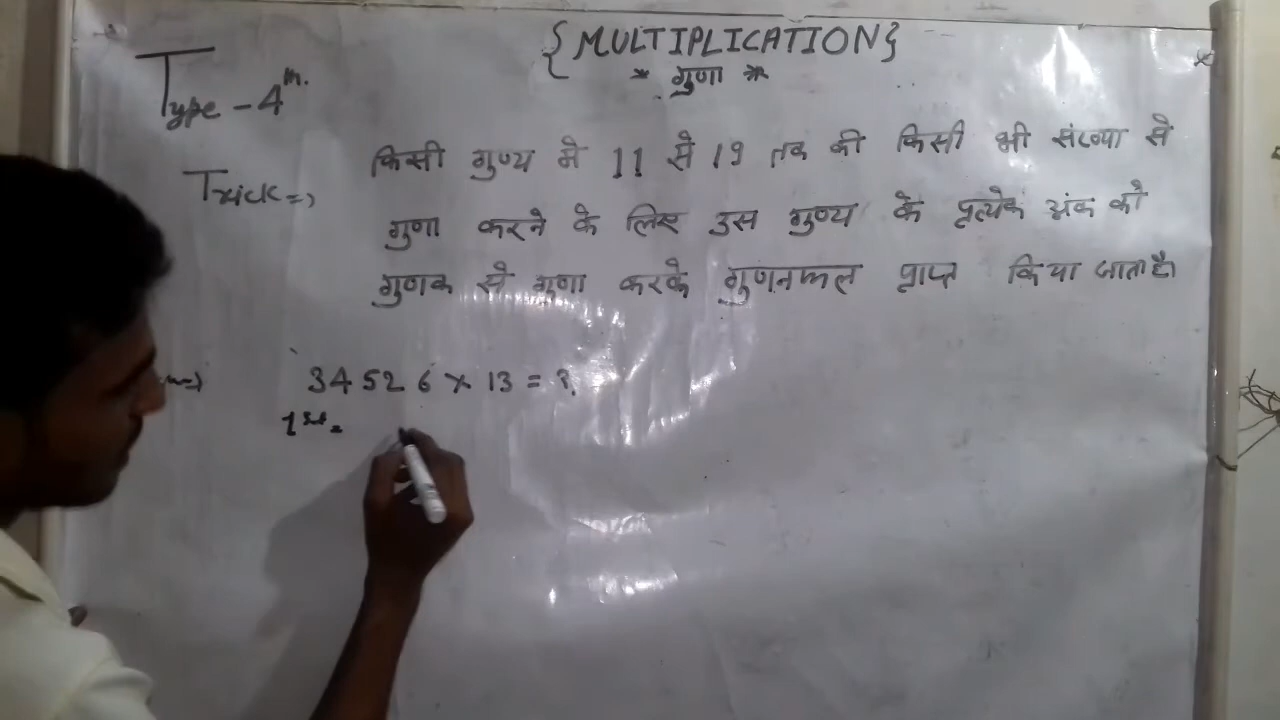 {MULTIPLICATION}
* गुणा *
Type - 4th.
Trick=>
किसी गुण्य मे 11 से 19 तक की किसी भी संख्या से
गुणा करने के लिए उस गुण्य के प्रत्येक अंक को
गुणक से गुणा करके गुणनफल प्राप्त किया जाता है।
34526 × 13 = ?
1st.